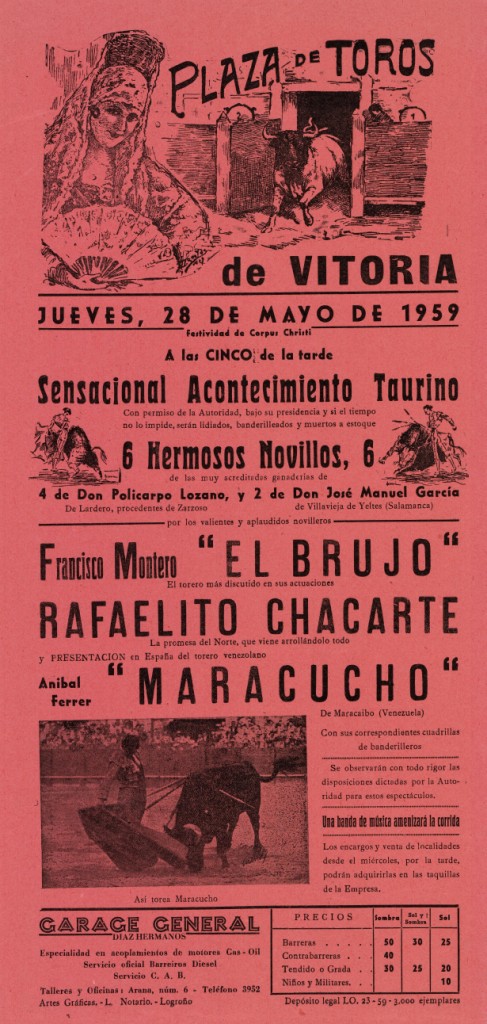 PLAZA DE TOROS
de VITORIA
JUEVES, 28 DE MAYO DE 1959
Festividad de Corpus Christi
A las CINCO de la tarde
Sensacional Acontecimiento Taurino
Con permiso de la Autoridad, bajo su presidencia y si el tiempo
no lo impide, serán lidiados, banderilleados y muertos a estoque
6 Hermosos Novillos, 6
de las muy acreditadas ganaderías de
4 de Don Policarpo Lozano, y 2 de Don José Manuel García
De Lardero, procedentes de Zarzoso
de Villavieja de Yeltes (Salamanca)
por los valientes y aplaudidos novilleros
Francisco Montero "EL BRUJO"
El torero más discutido en sus actuaciones
RAFAELITO CHACARTE
La promesa del Norte, que viene arrollándolo todo
y PRESENTACION en España del torero venezolano
Anibal Ferrer "MARACUCHO"
De Maracaibo (Venezuela)
Con sus correspondientes cuadrillas
de banderilleros
Se observarán con todo rigor las
disposiciones dictadas por la Auto-
ridad para estos espectáculos.
Una banda de música amenizará la corrida
Los encargos y venta de localidades
desde el miércoles, por la tarde,
podrán adquirirlas en las taquillas
de la Empresa.
Así torea Maracucho
GARAGE GENERAL
DIAZ HERMANOS
Especialidad en acoplamientos de motores Gas-Oil
Servicio oficial Barreiros Diesel
Servicio C. A. B.
Talleres y Oficinas: Arana, núm. 6 - Teléfono 3952
Artes Gráficas. - L. Notario. - Logroño
PRECIOS Sombra Sol y Sombra Sol
Barreras . . . . . 50 30 25
Contrabarreras . . 40
Tendido o Grada . . 30 25 20
Niños y Militares. . . 10
Depósito legal LO. 23 - 59 - 3.000 ejemplares